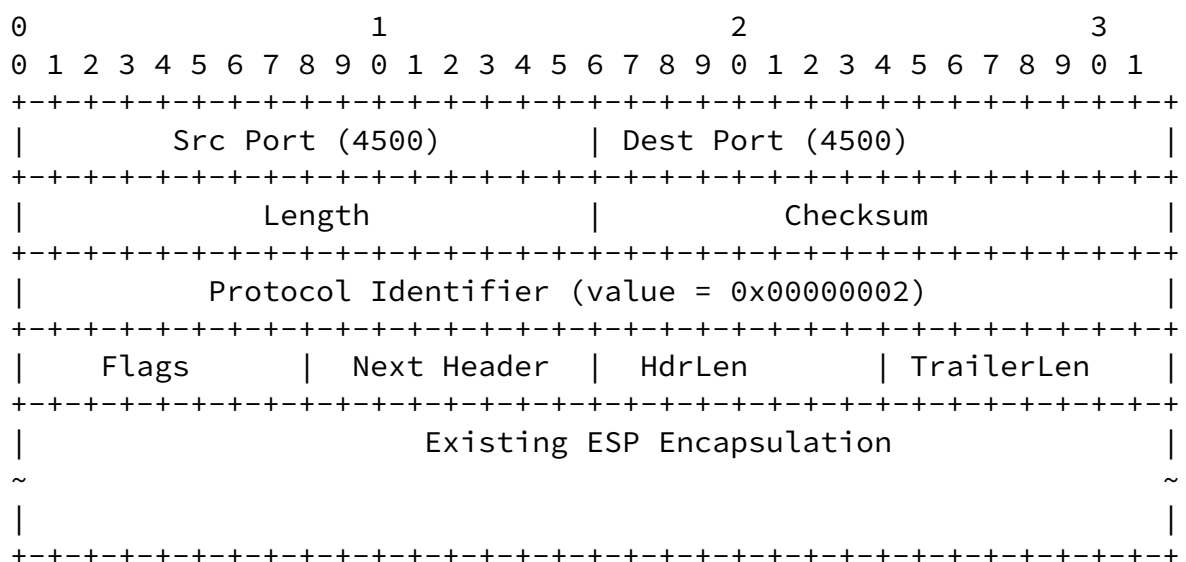 0                   1                   2                   3
0 1 2 3 4 5 6 7 8 9 0 1 2 3 4 5 6 7 8 9 0 1 2 3 4 5 6 7 8 9 0 1
+-+-+-+-+-+-+-+-+-+-+-+-+-+-+-+-+-+-+-+-+-+-+-+-+-+-+-+-+-+-+-+-+
|        Src Port (4500)        | Dest Port (4500)              |
+-+-+-+-+-+-+-+-+-+-+-+-+-+-+-+-+-+-+-+-+-+-+-+-+-+-+-+-+-+-+-+-+
|             Length            |          Checksum             |
+-+-+-+-+-+-+-+-+-+-+-+-+-+-+-+-+-+-+-+-+-+-+-+-+-+-+-+-+-+-+-+-+
|          Protocol Identifier (value = 0x00000002)             |
+-+-+-+-+-+-+-+-+-+-+-+-+-+-+-+-+-+-+-+-+-+-+-+-+-+-+-+-+-+-+-+-+
|    Flags      |  Next Header  |  HdrLen       | TrailerLen    |
+-+-+-+-+-+-+-+-+-+-+-+-+-+-+-+-+-+-+-+-+-+-+-+-+-+-+-+-+-+-+-+-+
|                      Existing ESP Encapsulation               |
~                                                               ~
|                                                               |
+-+-+-+-+-+-+-+-+-+-+-+-+-+-+-+-+-+-+-+-+-+-+-+-+-+-+-+-+-+-+-+-+